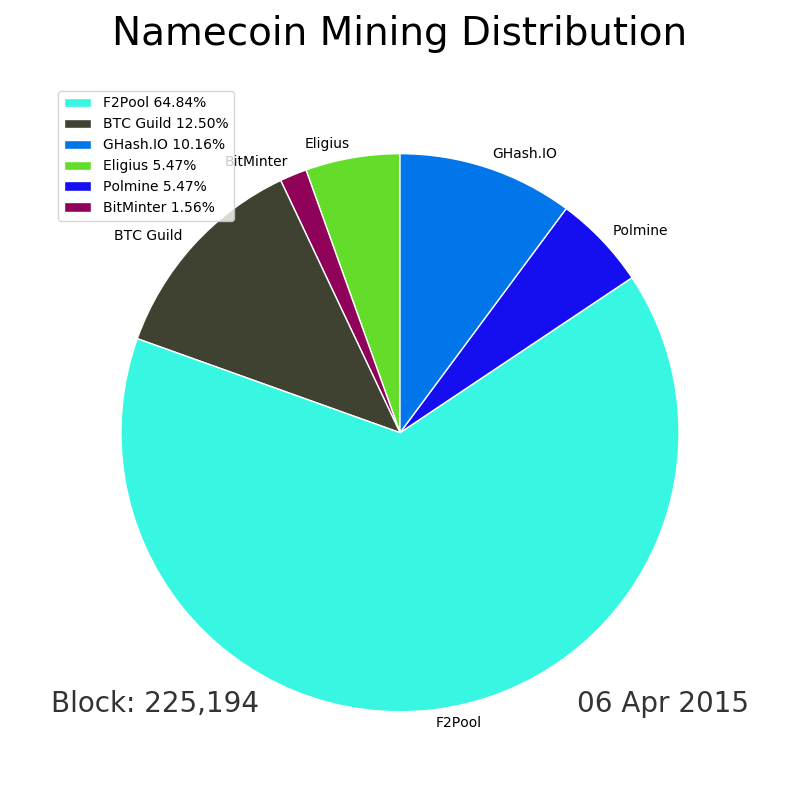 Namecoin Mining Distribution
F2Pool 64.84%
BTC Guild 12.50%
GHash.IO 10.16%
Eligius 5.47%
Polmine 5.47%
BitMinter 1.56%
Eligius
GHash.IO
BitMinter
Polmine
BTC Guild
Block: 225,194
06 Apr 2015
F2Pool